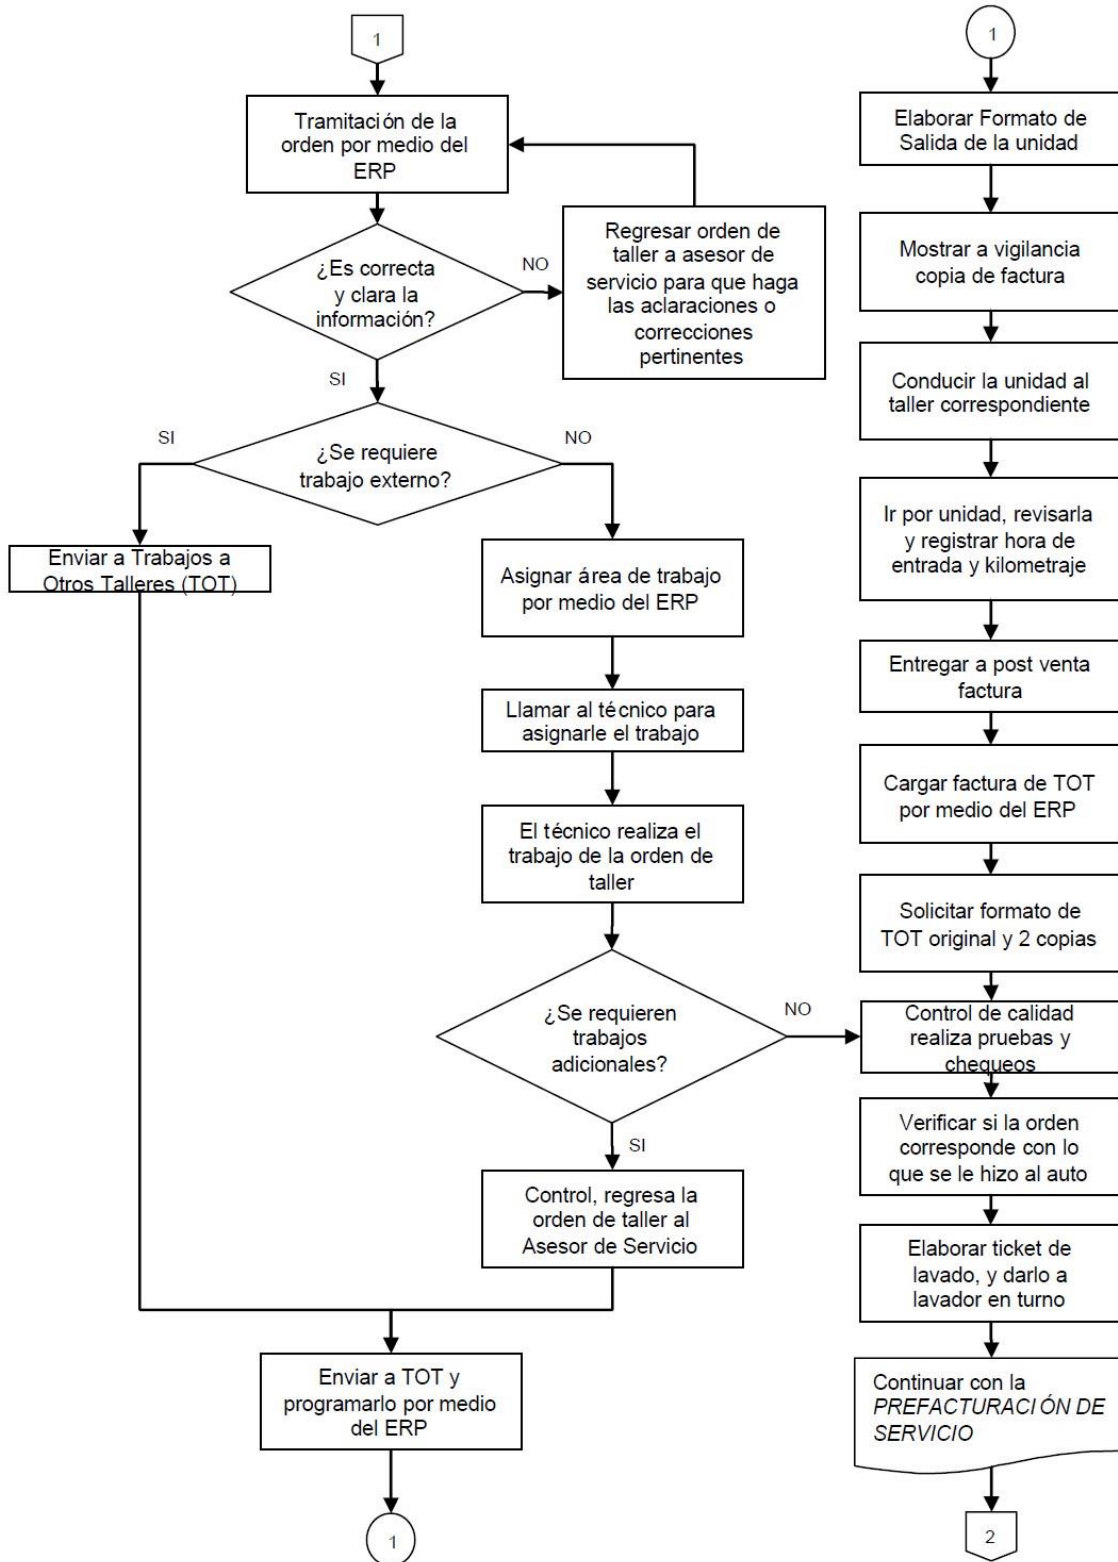 1
Tramitación de la
orden por medio del
ERP
¿Es correcta
y clara la
información?
NO
Regresar orden de
taller a asesor de
servicio para que haga
las aclaraciones o
correcciones
pertinentes
SI
¿Se requiere
trabajo externo?
SI
NO
Enviar a Trabajos a
Otros Talleres (TOT)
Asignar área de trabajo
por medio del ERP
Llamar al técnico para
asignarle el trabajo
El técnico realiza el
trabajo de la orden de
taller
¿Se requieren
trabajos
adicionales?
NO
SI
Control, regresa la
orden de taller al
Asesor de Servicio
Enviar a TOT y
programarlo por medio
del ERP
1
1
Elaborar Formato de
Salida de la unidad
Mostrar a vigilancia
copia de factura
Conducir la unidad al
taller correspondiente
Ir por unidad, revisarla
y registrar hora de
entrada y kilometraje
Entregar a post venta
factura
Cargar factura de TOT
por medio del ERP
Solicitar formato de
TOT original y 2 copias
Control de calidad
realiza pruebas y
chequeos
Verificar si la orden
corresponde con lo
que se le hizo al auto
Elaborar ticket de
lavado, y darlo a
lavador en turno
Continuar con la
PREFACTURACIÓN DE
SERVICIO
2